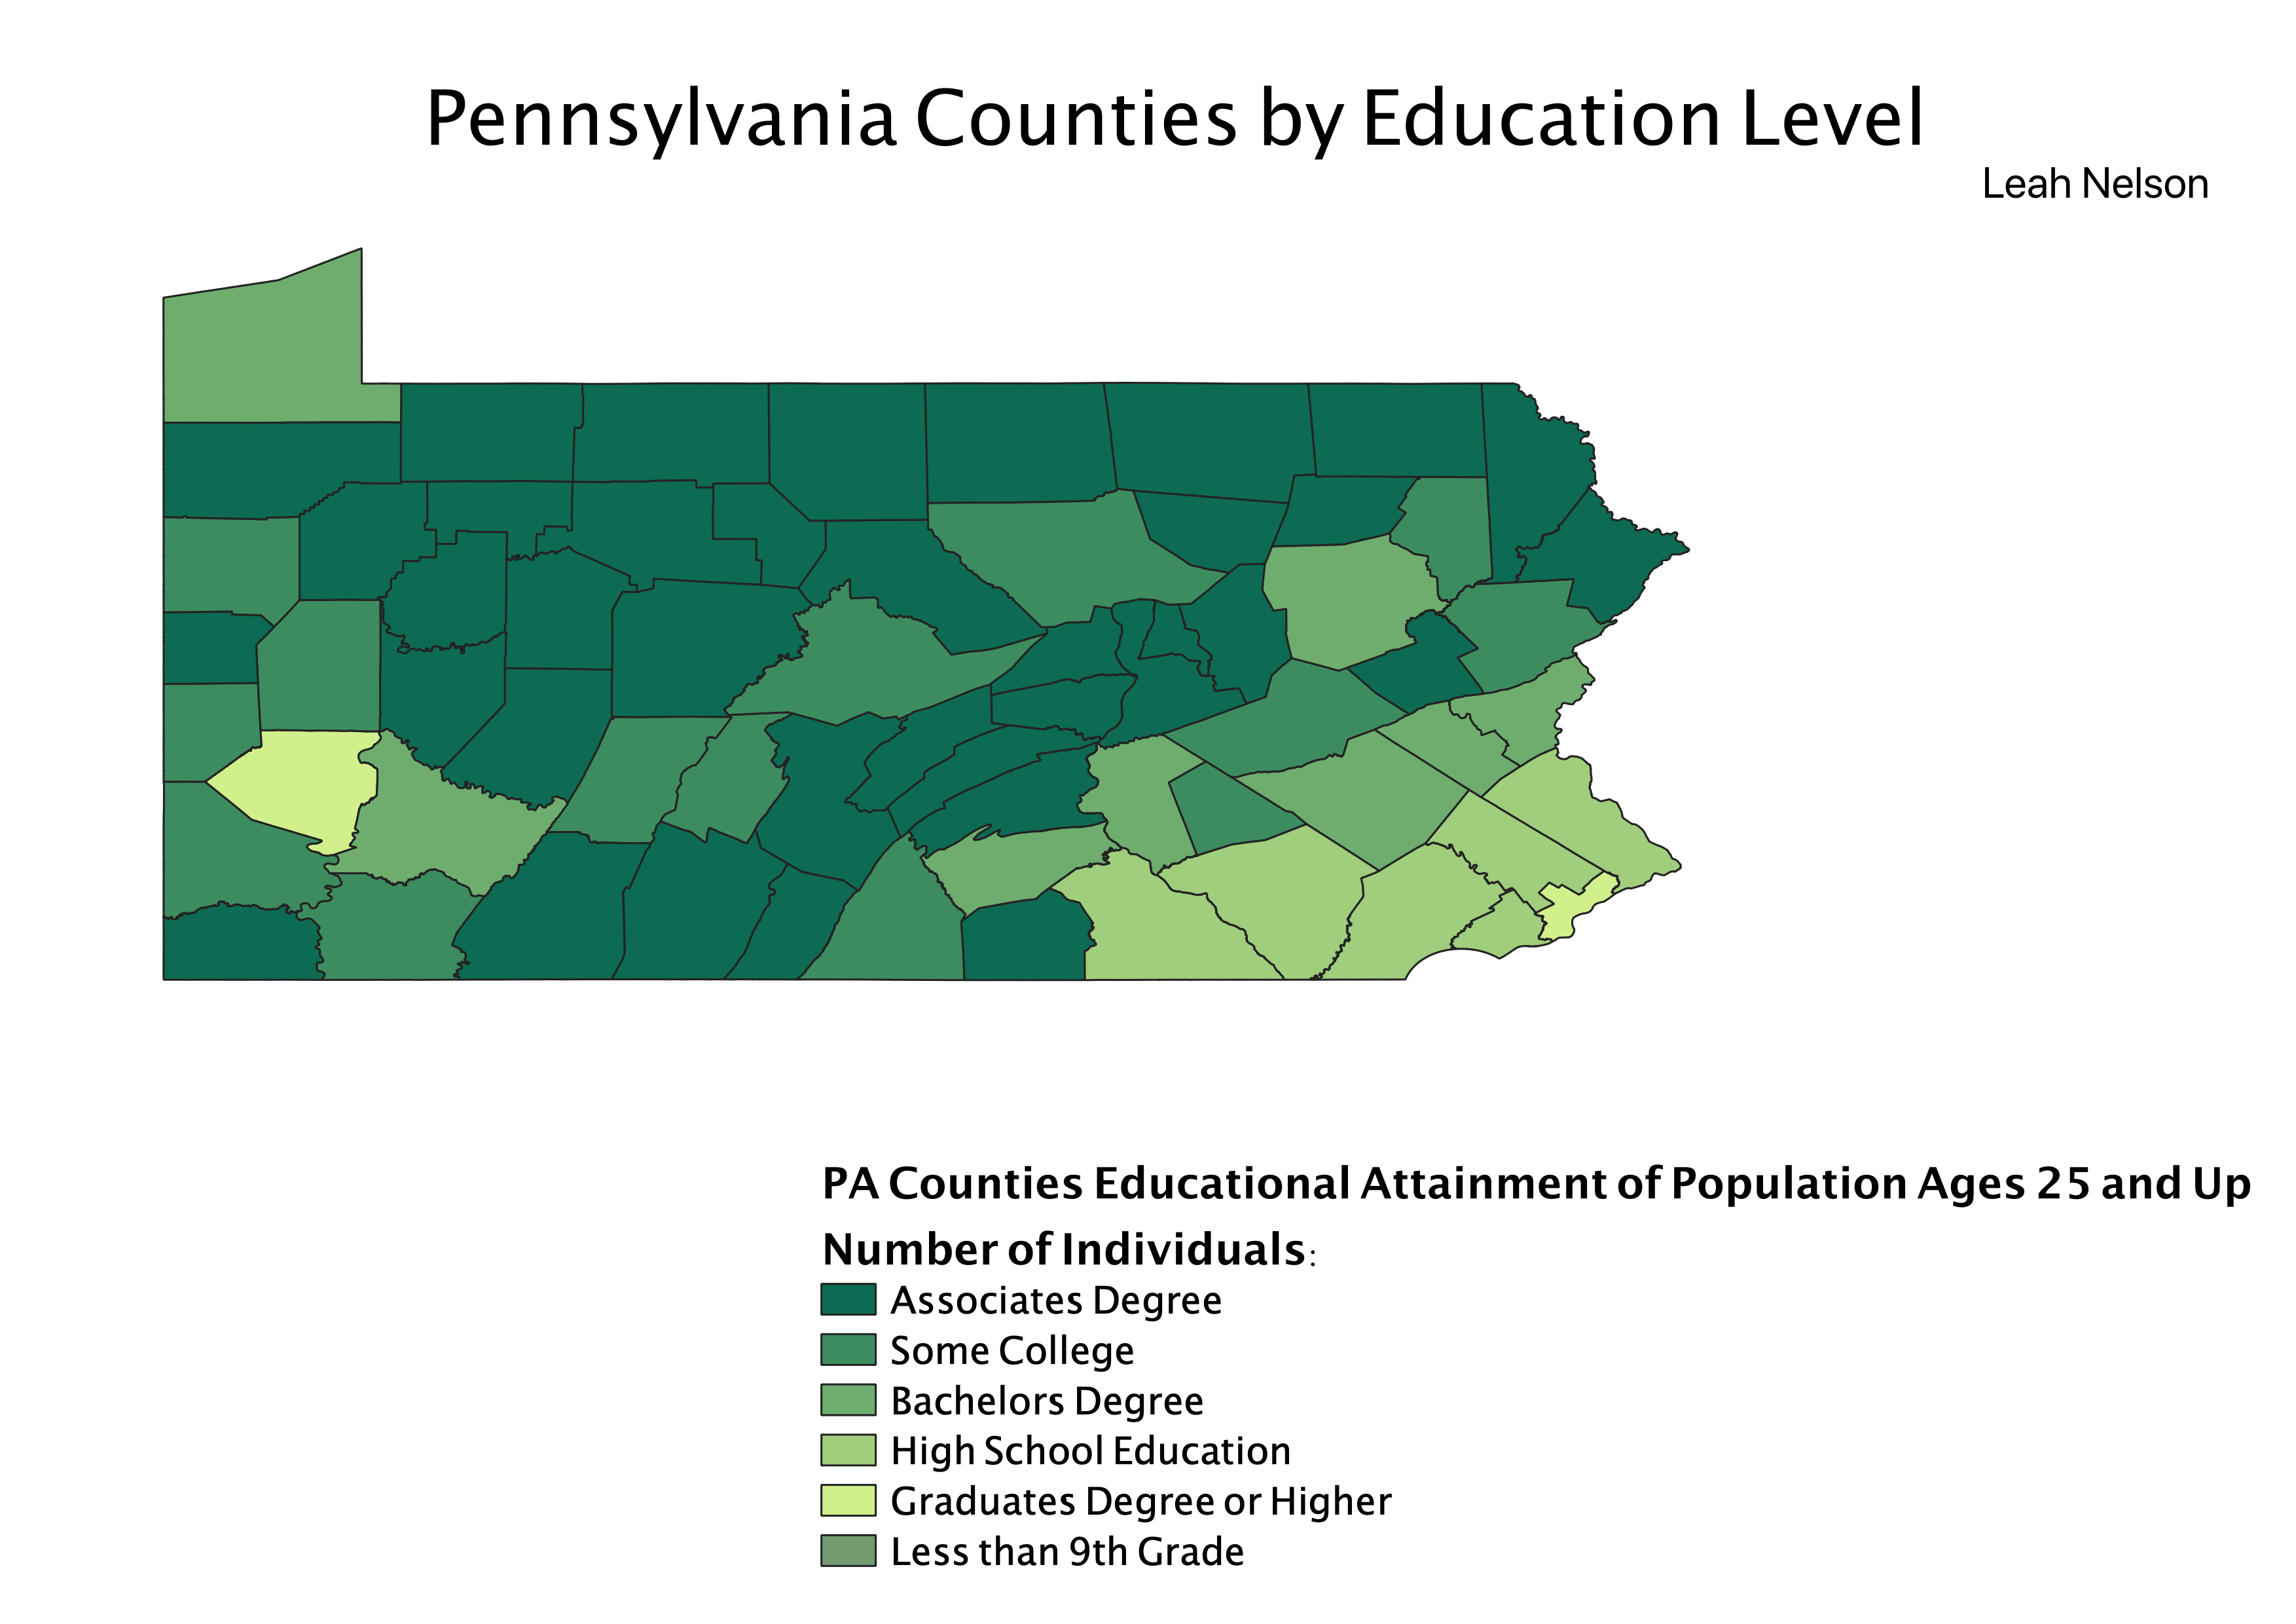 Pennsylvania Counties by Education Level
Leah Nelson
PA Counties Educational Attainment of Population Ages 25 and Up
Number of Individuals:
Associates Degree
Some College
Bachelors Degree
High School Education
Graduates Degree or Higher
Less than 9th Grade